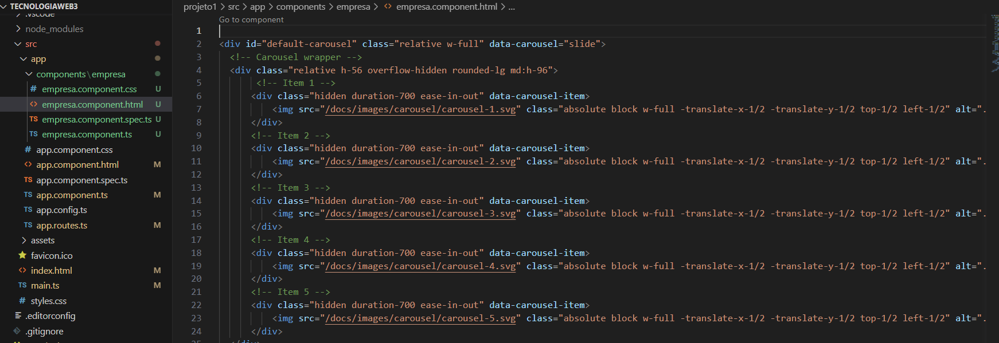 TECNOLOGIAWEB3
.vscode
node_modules
src
app
components\empresa
# empresa.component.css U
<> empresa.component.html U
TS empresa.component.spec.ts U
TS empresa.component.ts U
# app.component.css
<> app.component.html M
TS app.component.spec.ts
TS app.component.ts M
TS app.config.ts
TS app.routes.ts M
assets
favicon.ico
<> index.html M
TS main.ts M
# styles.css
.editorconfig
.gitignore
projeto1 > src > app > components > empresa > <> empresa.component.html > ...
Go to component
1
2 <div id="default-carousel" class="relative w-full" data-carousel="slide">
3 <!-- Carousel wrapper -->
4 <div class="relative h-56 overflow-hidden rounded-lg md:h-96">
5 <!-- Item 1 -->
6 <div class="hidden duration-700 ease-in-out" data-carousel-item>
7 <img src="/docs/images/carousel/carousel-1.svg" class="absolute block w-full -translate-x-1/2 -translate-y-1/2 top-1/2 left-1/2" alt=".
8 </div>
9 <!-- Item 2 -->
10 <div class="hidden duration-700 ease-in-out" data-carousel-item>
11 <img src="/docs/images/carousel/carousel-2.svg" class="absolute block w-full -translate-x-1/2 -translate-y-1/2 top-1/2 left-1/2" alt=".
12 </div>
13 <!-- Item 3 -->
14 <div class="hidden duration-700 ease-in-out" data-carousel-item>
15 <img src="/docs/images/carousel/carousel-3.svg" class="absolute block w-full -translate-x-1/2 -translate-y-1/2 top-1/2 left-1/2" alt=".
16 </div>
17 <!-- Item 4 -->
18 <div class="hidden duration-700 ease-in-out" data-carousel-item>
19 <img src="/docs/images/carousel/carousel-4.svg" class="absolute block w-full -translate-x-1/2 -translate-y-1/2 top-1/2 left-1/2" alt=".
20 </div>
21 <!-- Item 5 -->
22 <div class="hidden duration-700 ease-in-out" data-carousel-item>
23 <img src="/docs/images/carousel/carousel-5.svg" class="absolute block w-full -translate-x-1/2 -translate-y-1/2 top-1/2 left-1/2" alt=".
24 </div>
25 </div>